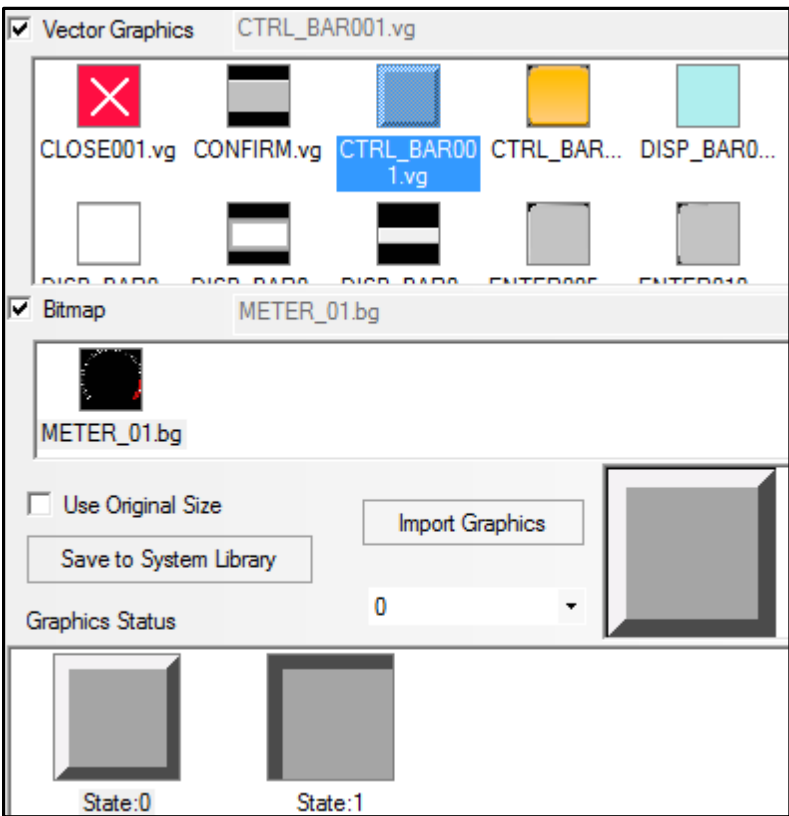 Vector Graphics CTRL_BAR001.vg
CLOSE001.vg CONFIRM.vg CTRL_BAR00 CTRL_BAR... DISP_BAR0...
1.vg
Bitmap METER_01.bg
METER_01.bg
Use Original Size
Import Graphics
Save to System Library
0
Graphics Status
State:0 State:1